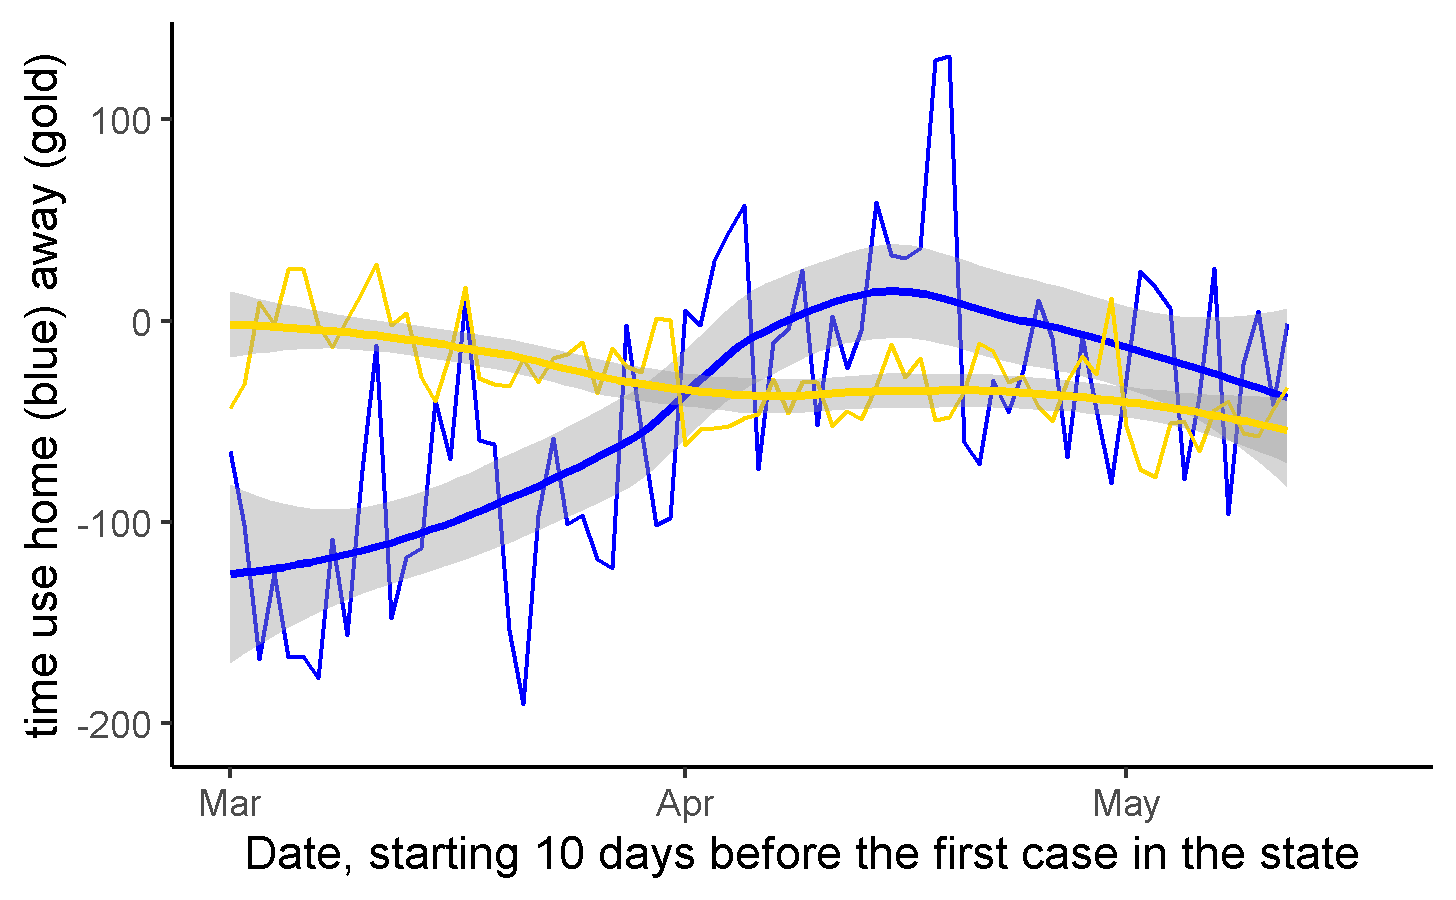 time use home (blue) away (gold)
100
0
-100
-200
Mar
Apr
May
Date, starting 10 days before the first case in the state